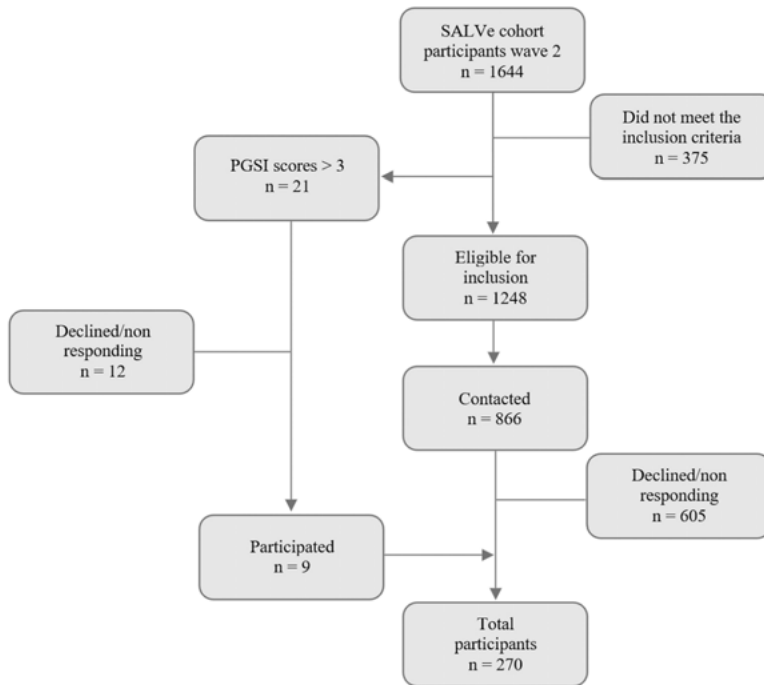 SALVe cohort
participants wave 2
n = 1644
Did not meet the
inclusion criteria
n = 375
PGSI scores > 3
n = 21
Eligible for
inclusion
n = 1248
Declined/non
responding
n = 12
Contacted
n = 866
Declined/non
responding
n = 605
Participated
n = 9
Total
participants
n = 270